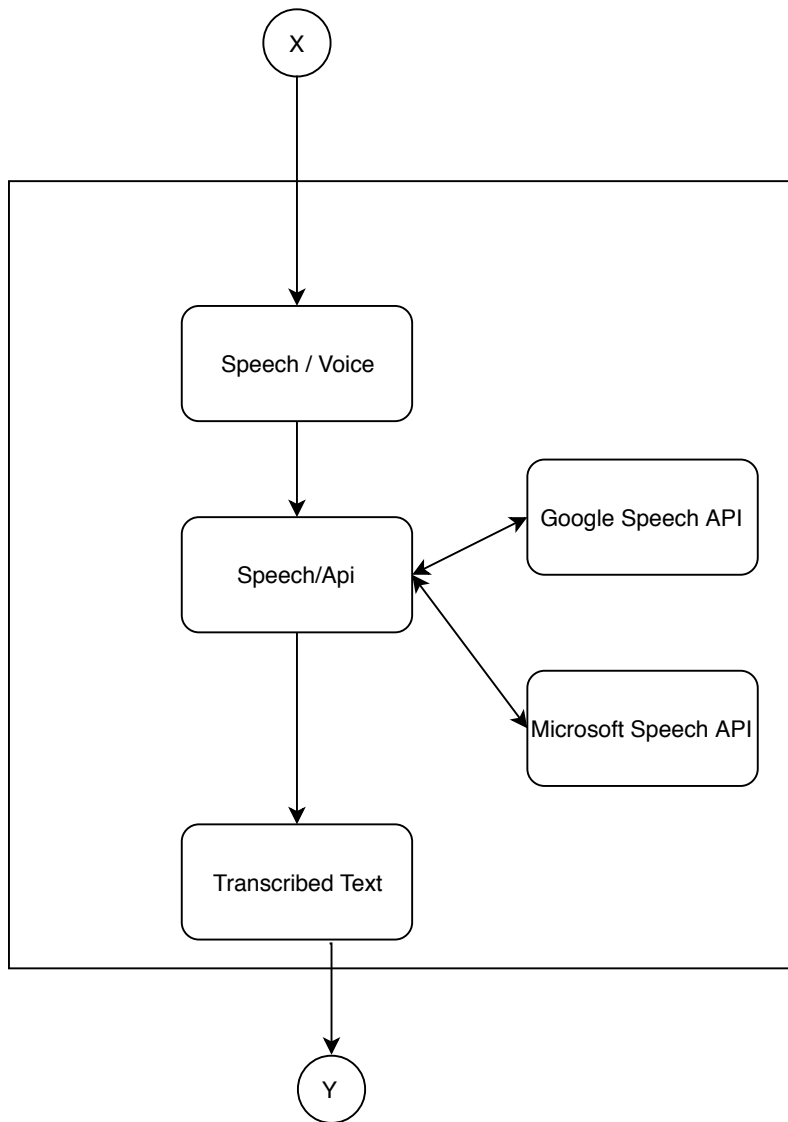 X
Speech / Voice
Google Speech API
Speech/Api
Microsoft Speech API
Transcribed Text
Y